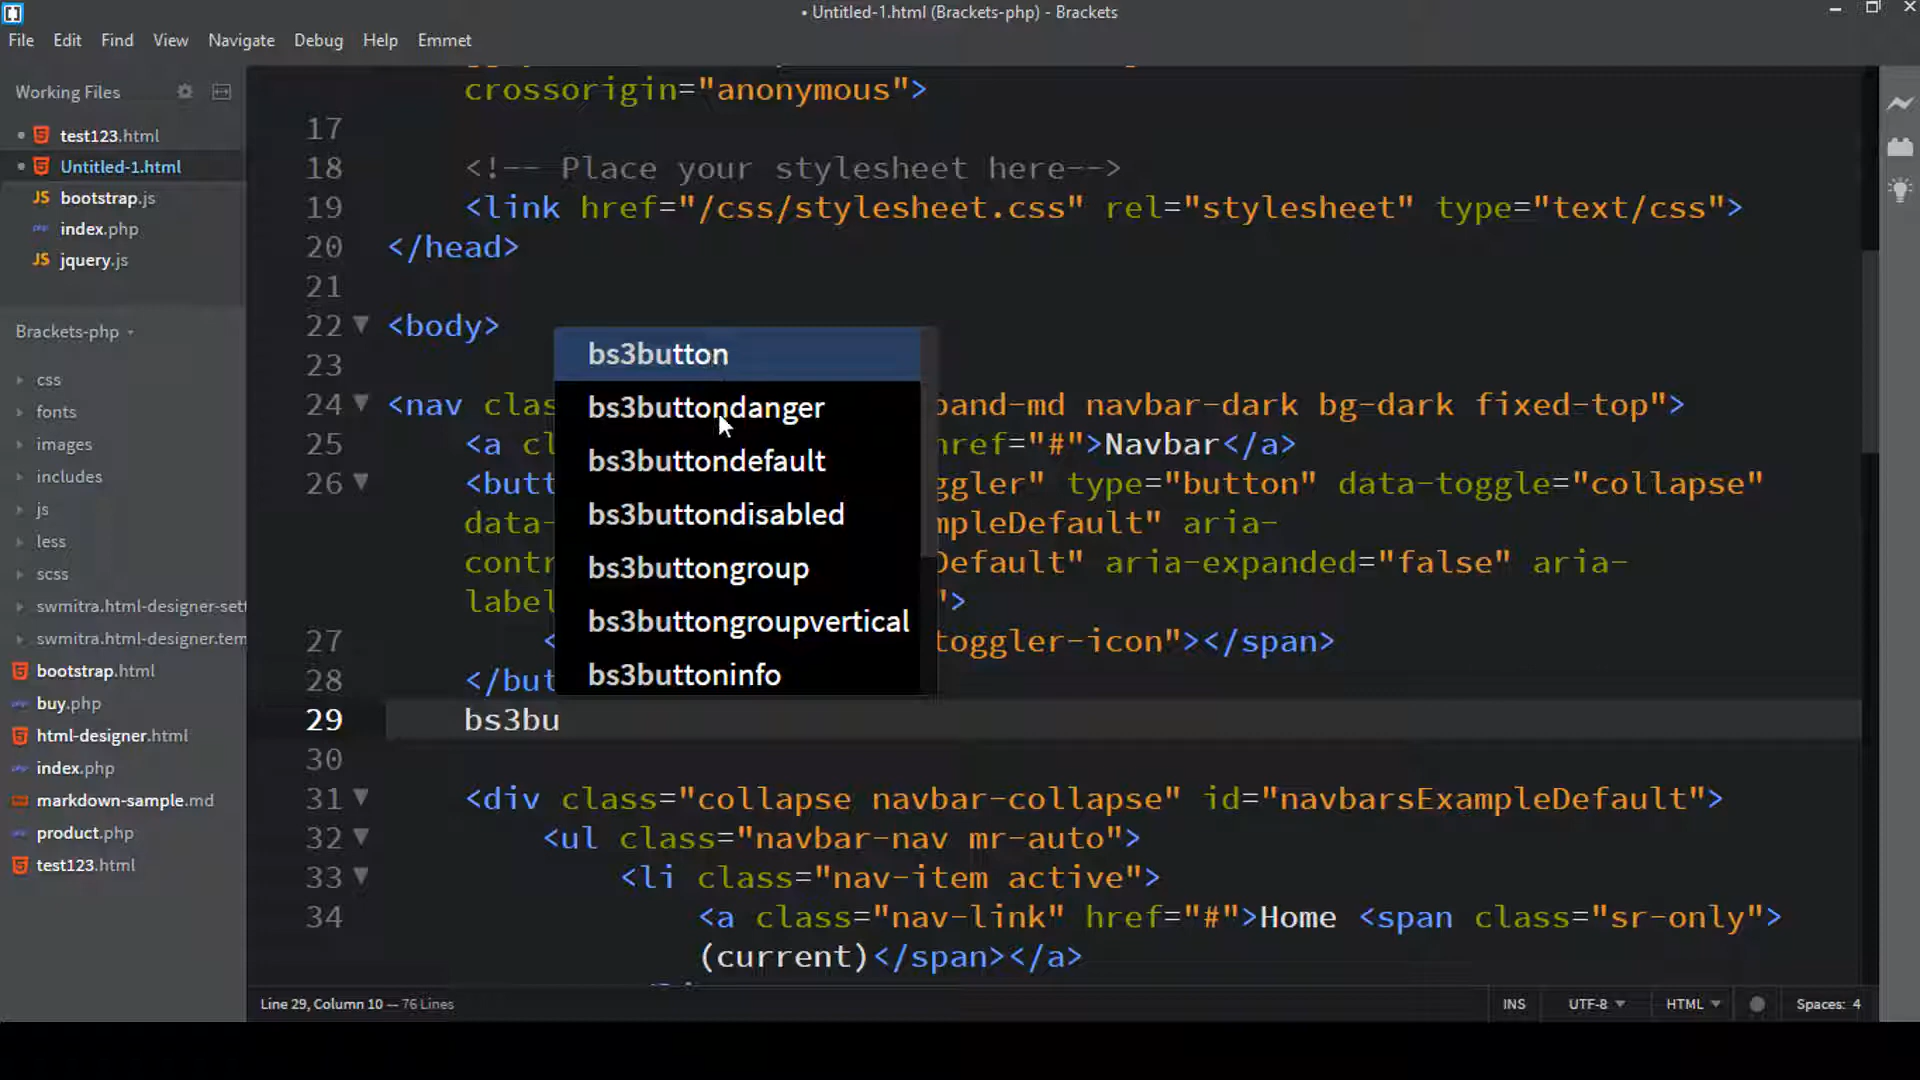 • Untitled-1.html (Brackets-php) - Brackets
File Edit Find View Navigate Debug Help Emmet
Working Files
test123.html
Untitled-1.html
bootstrap.js
index.php
jquery.js
Brackets-php
css
fonts
images
includes
js
less
scss
swmitra.html-designer-sett
swmitra.html-designer.tem
bootstrap.html
buy.php
html-designer.html
index.php
markdown-sample.md
product.php
test123.html
crossorigin="anonymous">
17
18 <!-- Place your stylesheet here-->
19 <link href="/css/stylesheet.css" rel="stylesheet" type="text/css">
20 </head>
21
22 <body>
23
24 <nav clas band-md navbar-dark bg-dark fixed-top">
25 <a cl href="#">Navbar</a>
26 <butt ggler" type="button" data-toggle="collapse"
data- mpleDefault" aria-
contr Default" aria-expanded="false" aria-
label ">
27 < toggler-icon"></span>
28 </but
29 bs3bu
30
31 <div class="collapse navbar-collapse" id="navbarsExampleDefault">
32 <ul class="navbar-nav mr-auto">
33 <li class="nav-item active">
34 <a class="nav-link" href="#">Home <span class="sr-only">
(current)</span></a>
bs3button
bs3buttondanger
bs3buttondefault
bs3buttondisabled
bs3buttongroup
bs3buttongroupvertical
bs3buttoninfo
Line 29, Column 10 — 76 Lines
INS UTF-8 HTML Spaces: 4